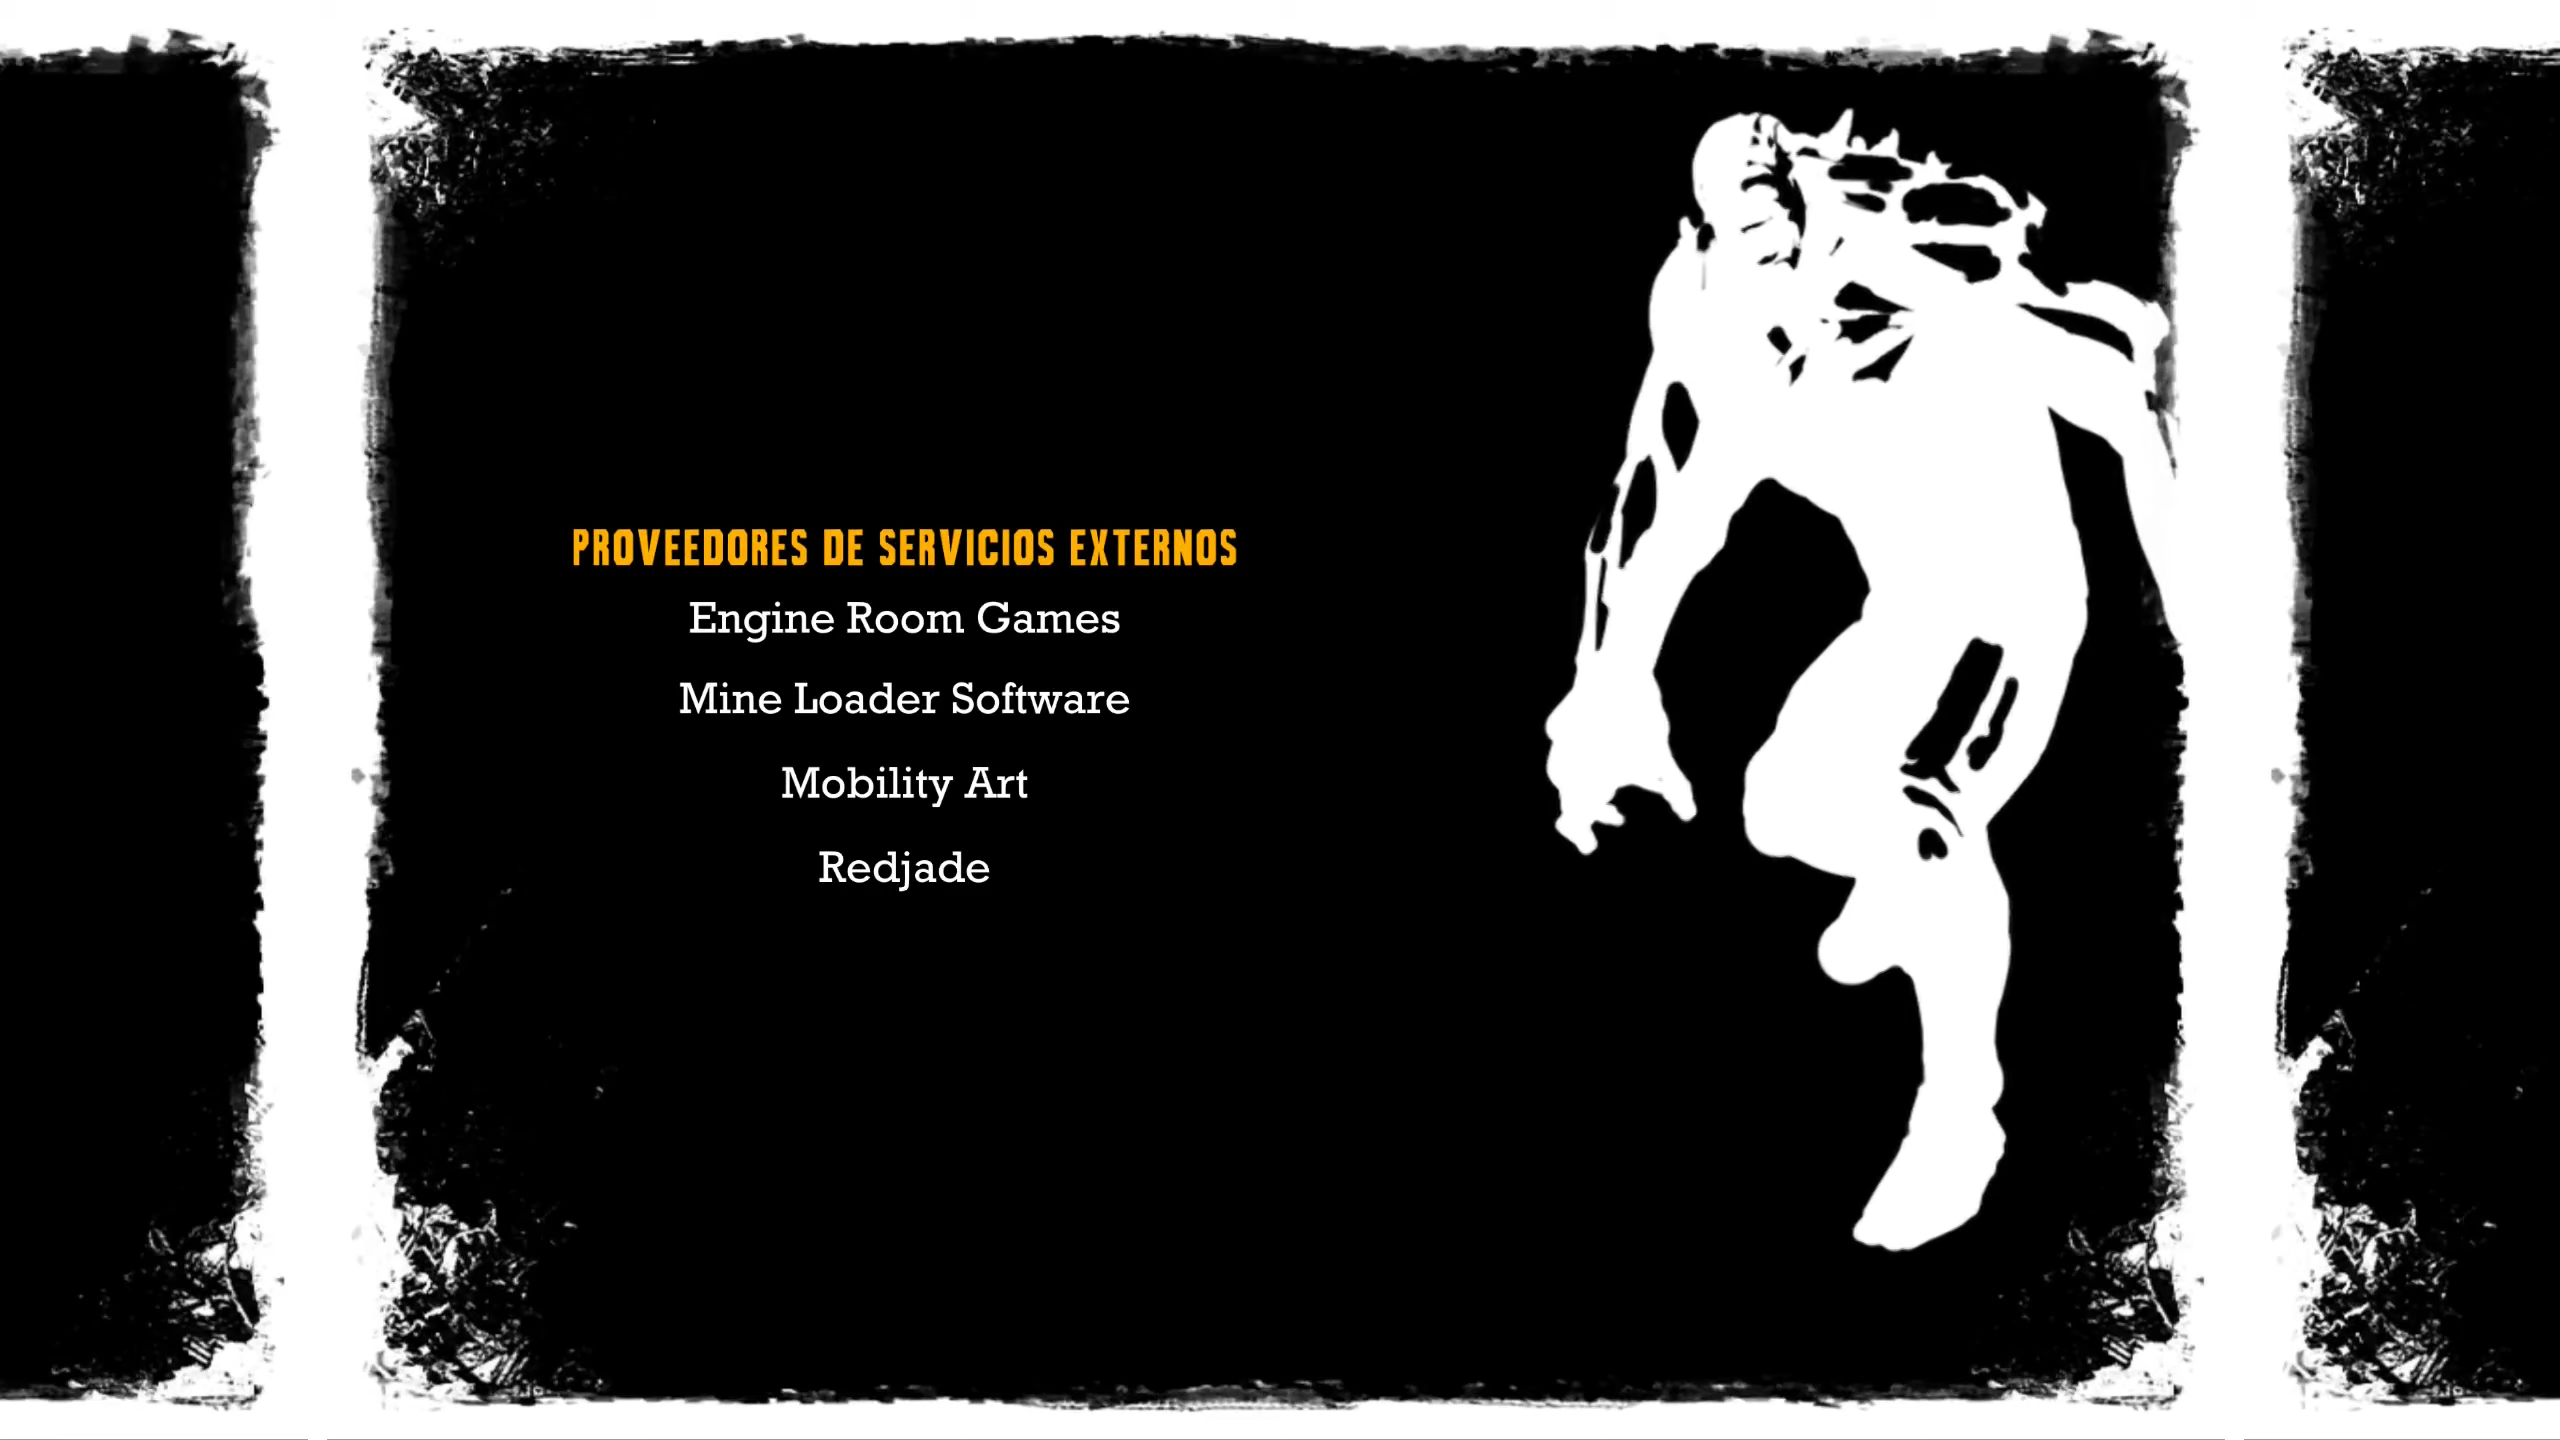 PROVEEDORES DE SERVICIOS EXTERNOS
Engine Room Games
Mine Loader Software
Mobility Art
Redjade